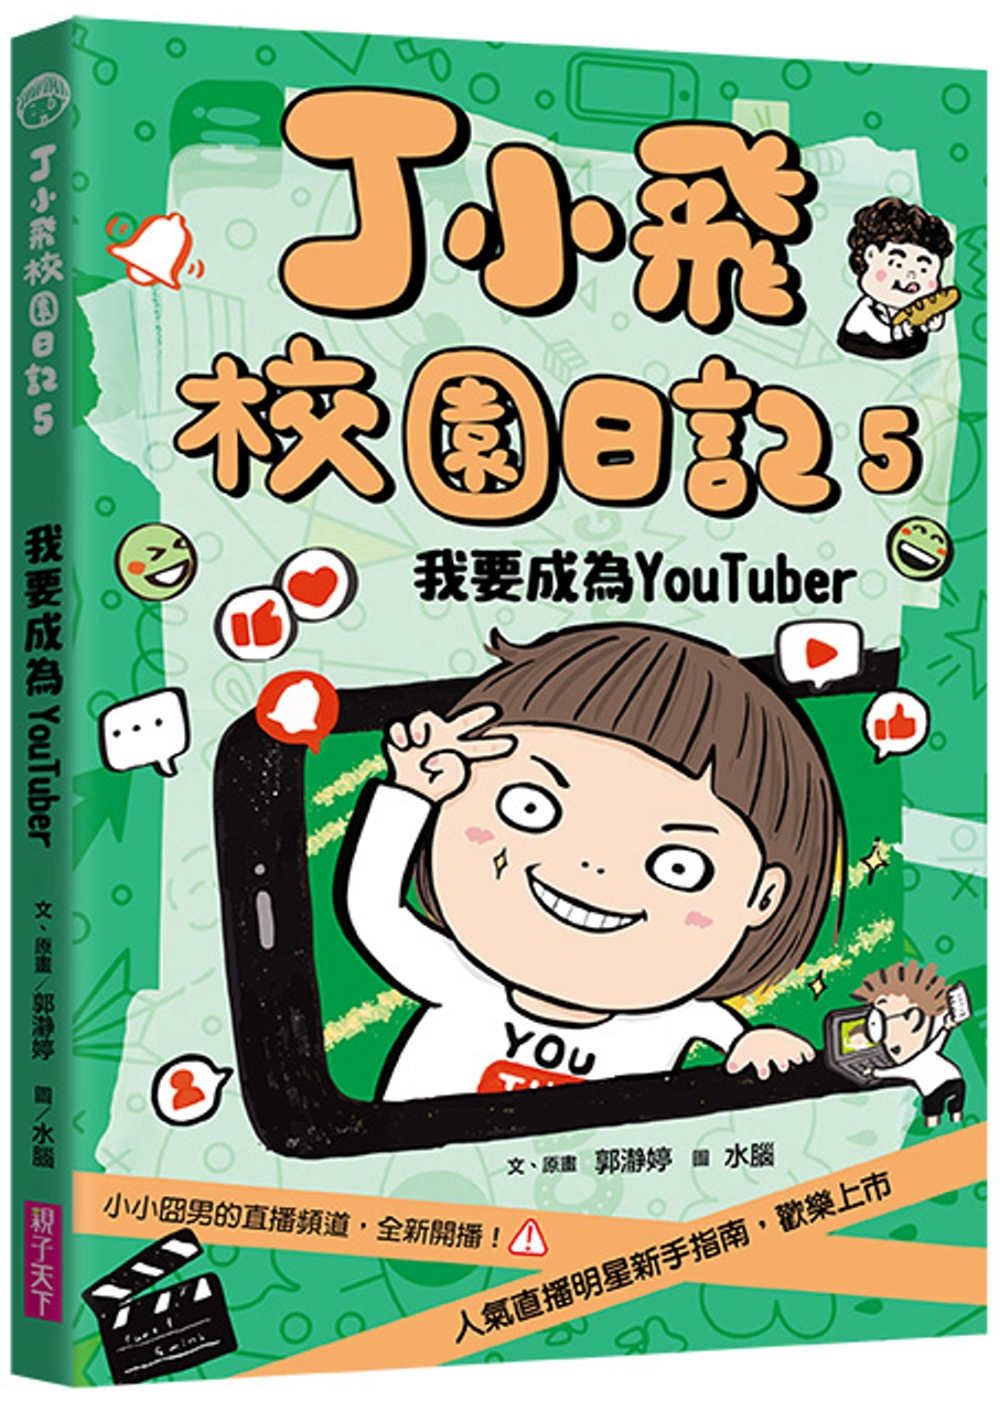 丁小飛
校園日記5
我要成為YouTuber
YOU
文、原畫 郭瀞婷 圖 水腦
小小囧男的直播頻道，全新開播！
人氣直播明星新手指南，歡樂上市
丁小飛校園日記5
我要成為YouTuber
文、原畫／郭瀞婷 圖／水腦
親子天下